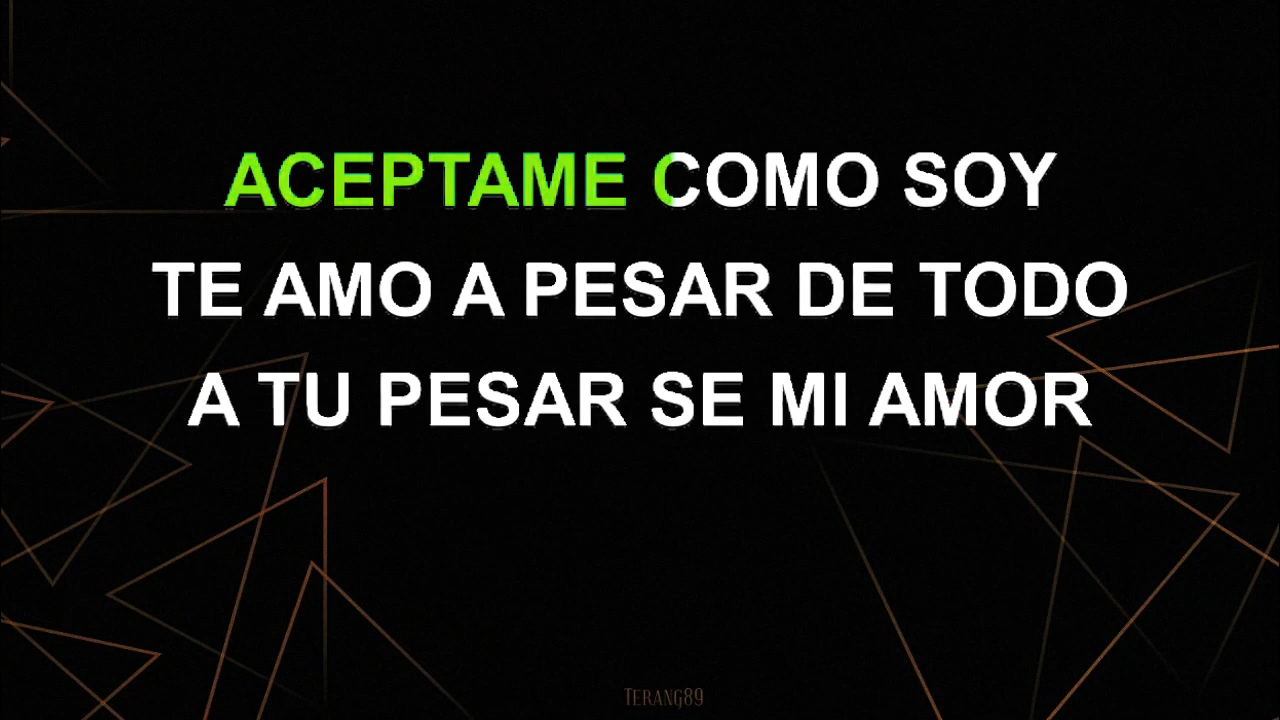 ACEPTAME COMO SOY
TE AMO A PESAR DE TODO
A TU PESAR SE MI AMOR
TERANG89